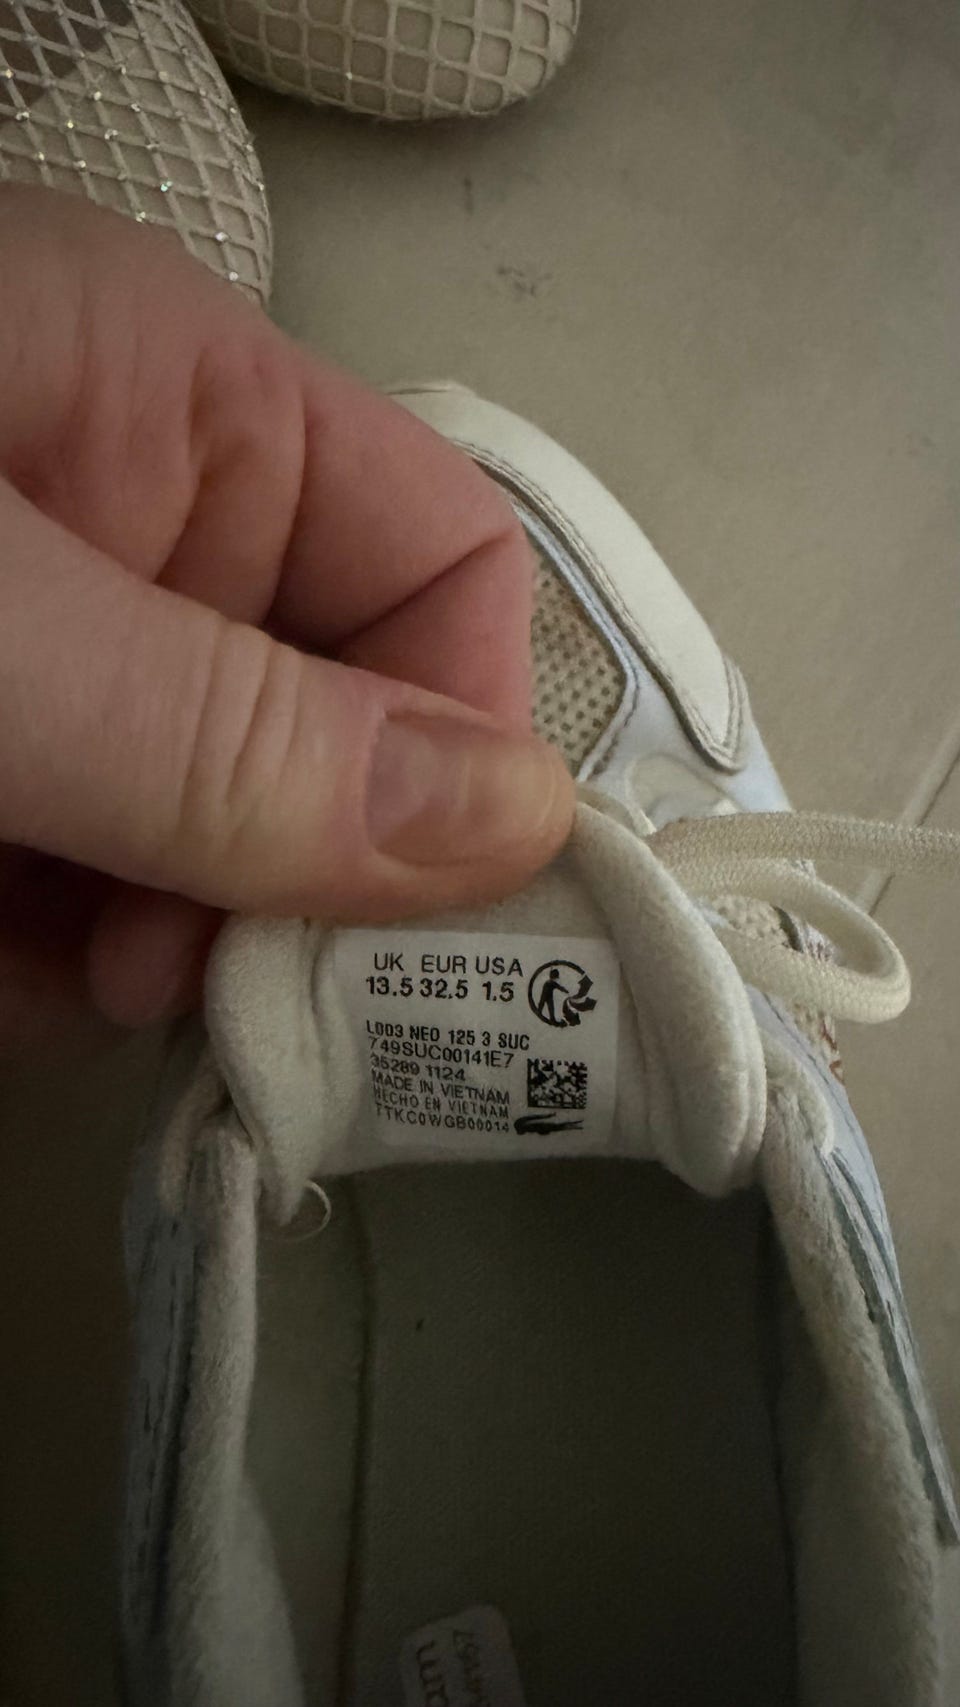 UK EUR USA
13.5 32.5 1.5
L003 NEO 125 3 SUC
749SUC00141E7
35289 1124
MADE IN VIETNAM
HECHO EN VIETNAM
TTKC0WGB00014